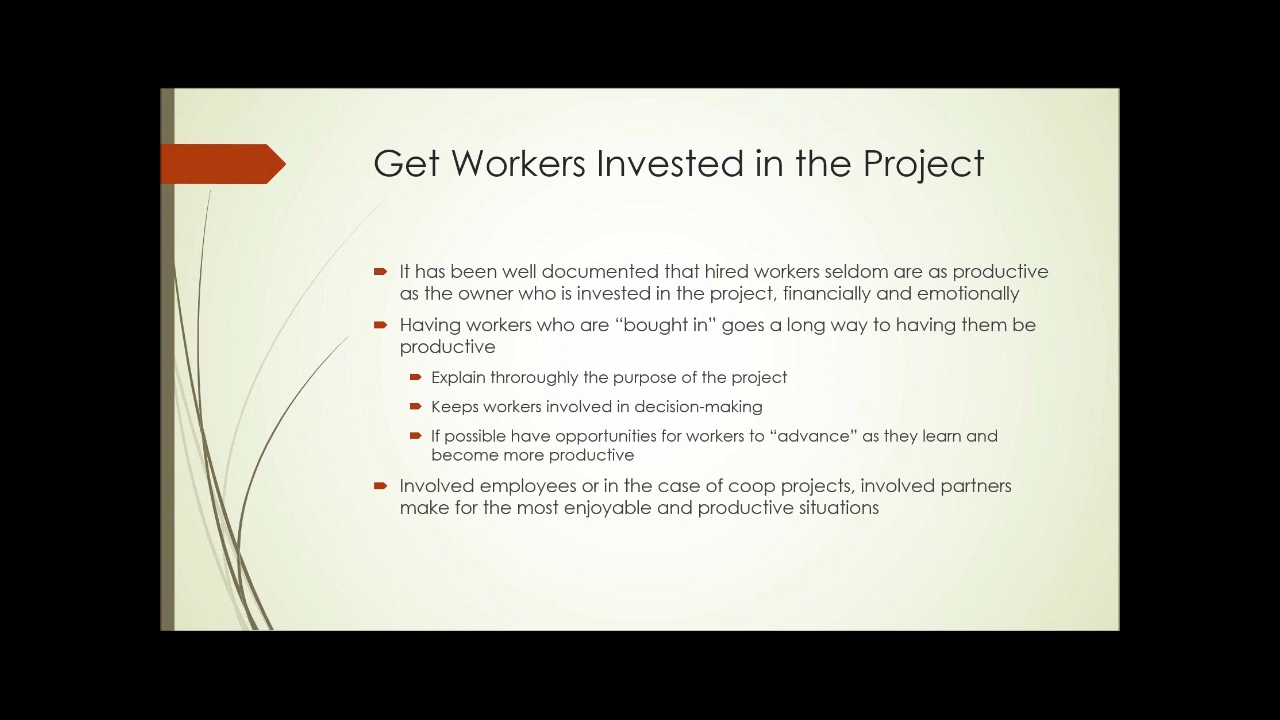 Get Workers Invested in the Project
It has been well documented that hired workers seldom are as productive
as the owner who is invested in the project, financially and emotionally
Having workers who are “bought in” goes a long way to having them be
productive
Explain throroughly the purpose of the project
Keeps workers involved in decision-making
If possible have opportunities for workers to “advance” as they learn and
become more productive
Involved employees or in the case of coop projects, involved partners
make for the most enjoyable and productive situations